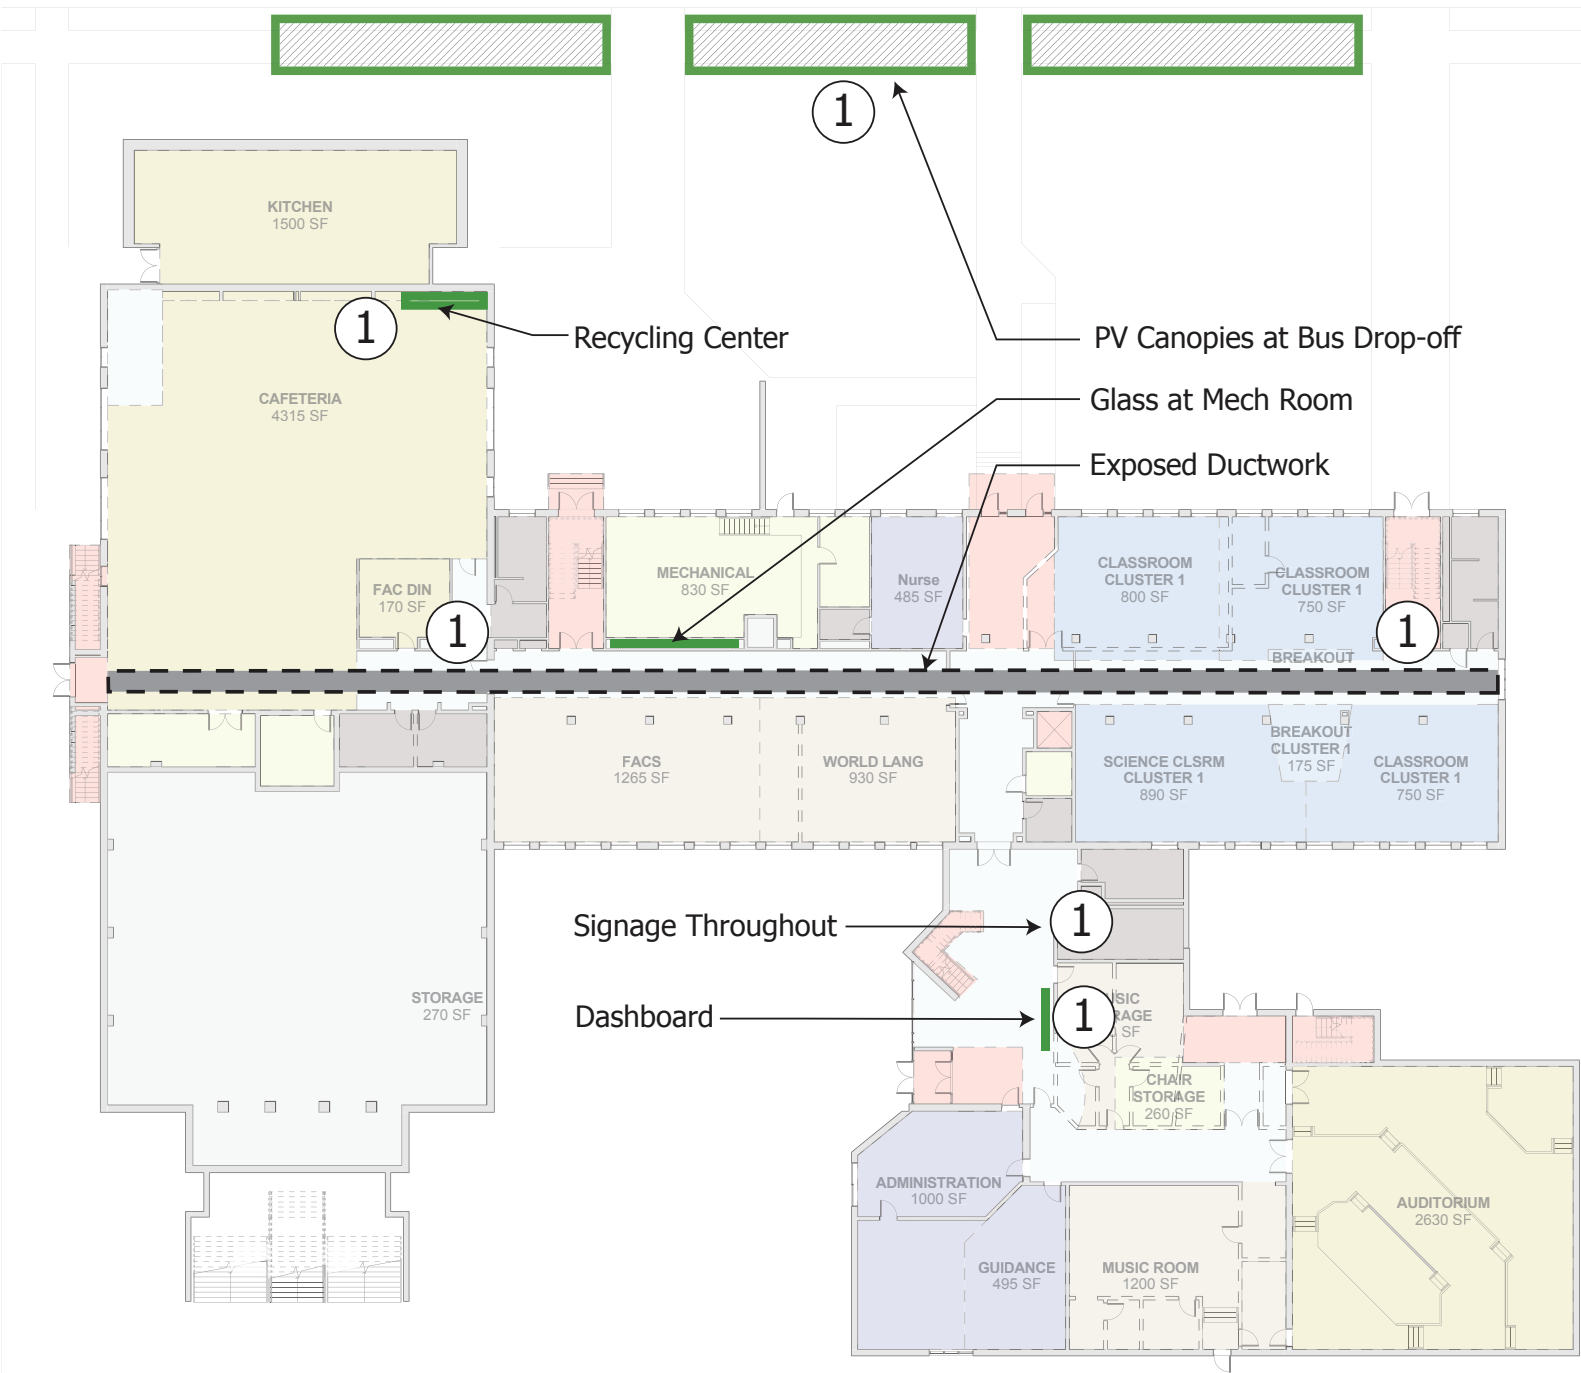 1
KITCHEN
1500 SF
1
Recycling Center
PV Canopies at Bus Drop-off
CAFETERIA
4315 SF
Glass at Mech Room
Exposed Ductwork
FAC DIN
170 SF
1
MECHANICAL
830 SF
Nurse
485 SF
CLASSROOM
CLUSTER 1
800 SF
CLASSROOM
CLUSTER 1
750 SF
1
BREAKOUT
FACS
1265 SF
WORLD LANG
930 SF
SCIENCE CLSRM
CLUSTER 1
890 SF
BREAKOUT
CLUSTER 1
175 SF
CLASSROOM
CLUSTER 1
750 SF
Signage Throughout
1
STORAGE
270 SF
Dashboard
1
SF
CHAIR
STORAGE
260 SF
ADMINISTRATION
1000 SF
GUIDANCE
495 SF
MUSIC ROOM
1200 SF
AUDITORIUM
2630 SF